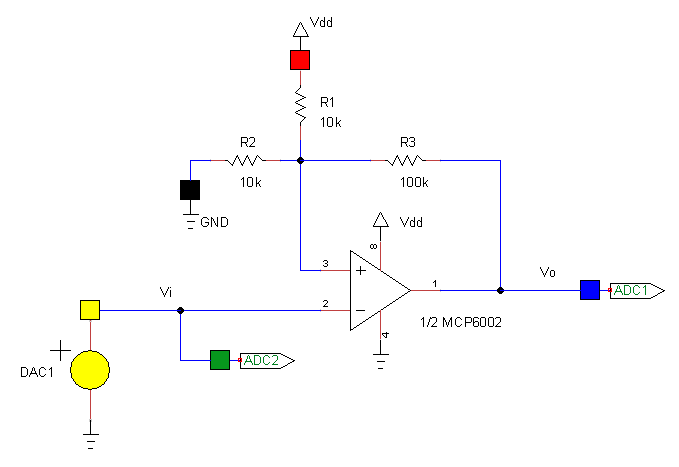 Vdd
R1
10k
R2
10k
R3
100k
GND
Vdd
8
3
+
1
2
−
4
Vo
ADC1
1/2 MCP6002
Vi
ADC2
+
DAC1